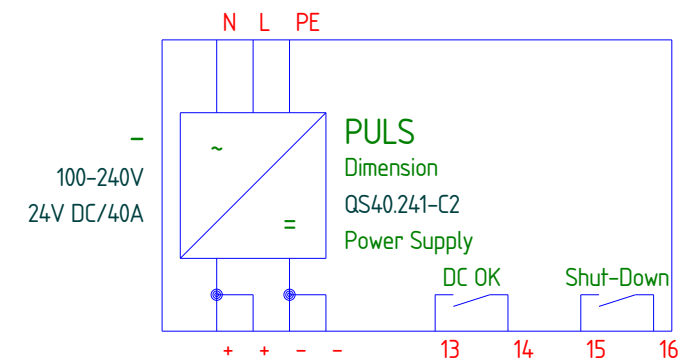 N L PE
–
100-240V
24V DC/40A
~
=
PULS
Dimension
QS40.241-C2
Power Supply
DC OK
Shut-Down
+ + – –
13 14 15 16